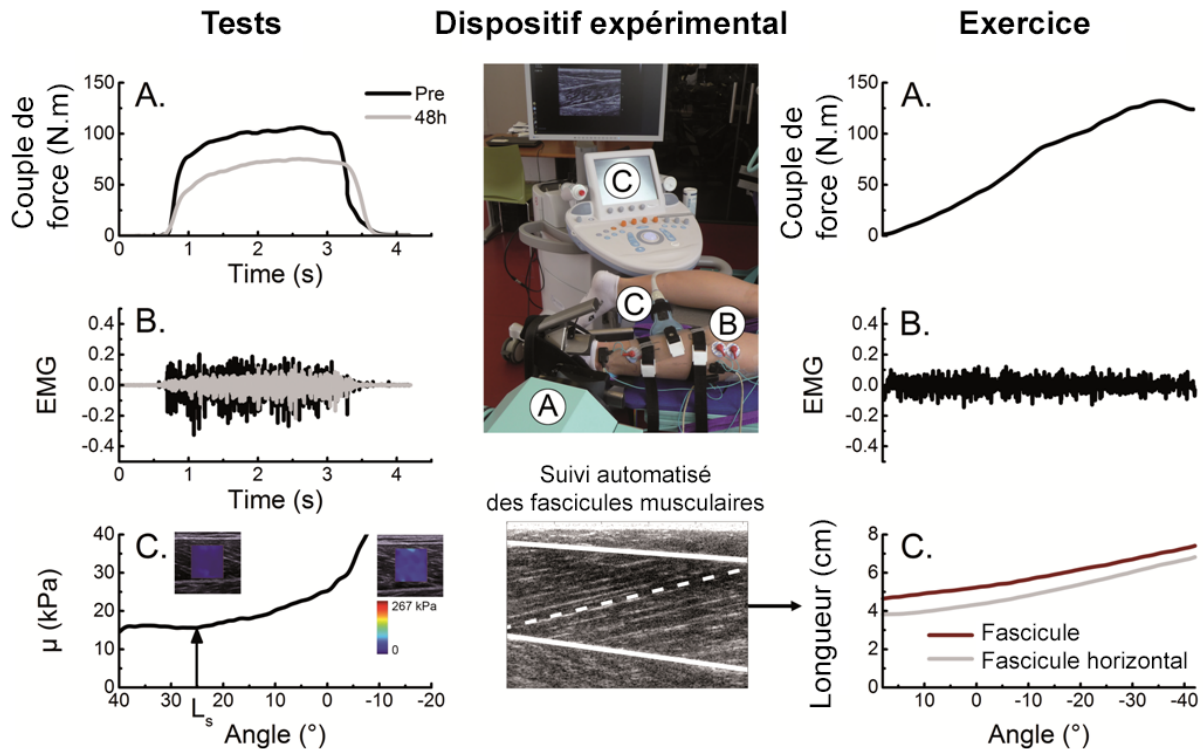 Tests
Dispositif expérimental
Exercice
A.
Pre
48h
Couple de
force (N.m)
150
100
50
0
0 1 2 3 4
Time (s)
B.
EMG
0.4
0.2
0.0
-0.2
-0.4
0 1 2 3 4
Time (s)
C.
267 kPa
0
µ (kPa)
40
30
20
10
0
40 30 20 10 0 -10 -20
Ls
Angle (°)
C
C
B
A
Suivi automatisé
des fascicules musculaires
A.
Couple de
force (N.m)
150
100
50
0
B.
EMG
0.4
0.2
0.0
-0.2
-0.4
C.
Longueur (cm)
8
6
4
2
0
Fascicule
Fascicule horizontal
10 0 -10 -20 -30 -40
Angle (°)